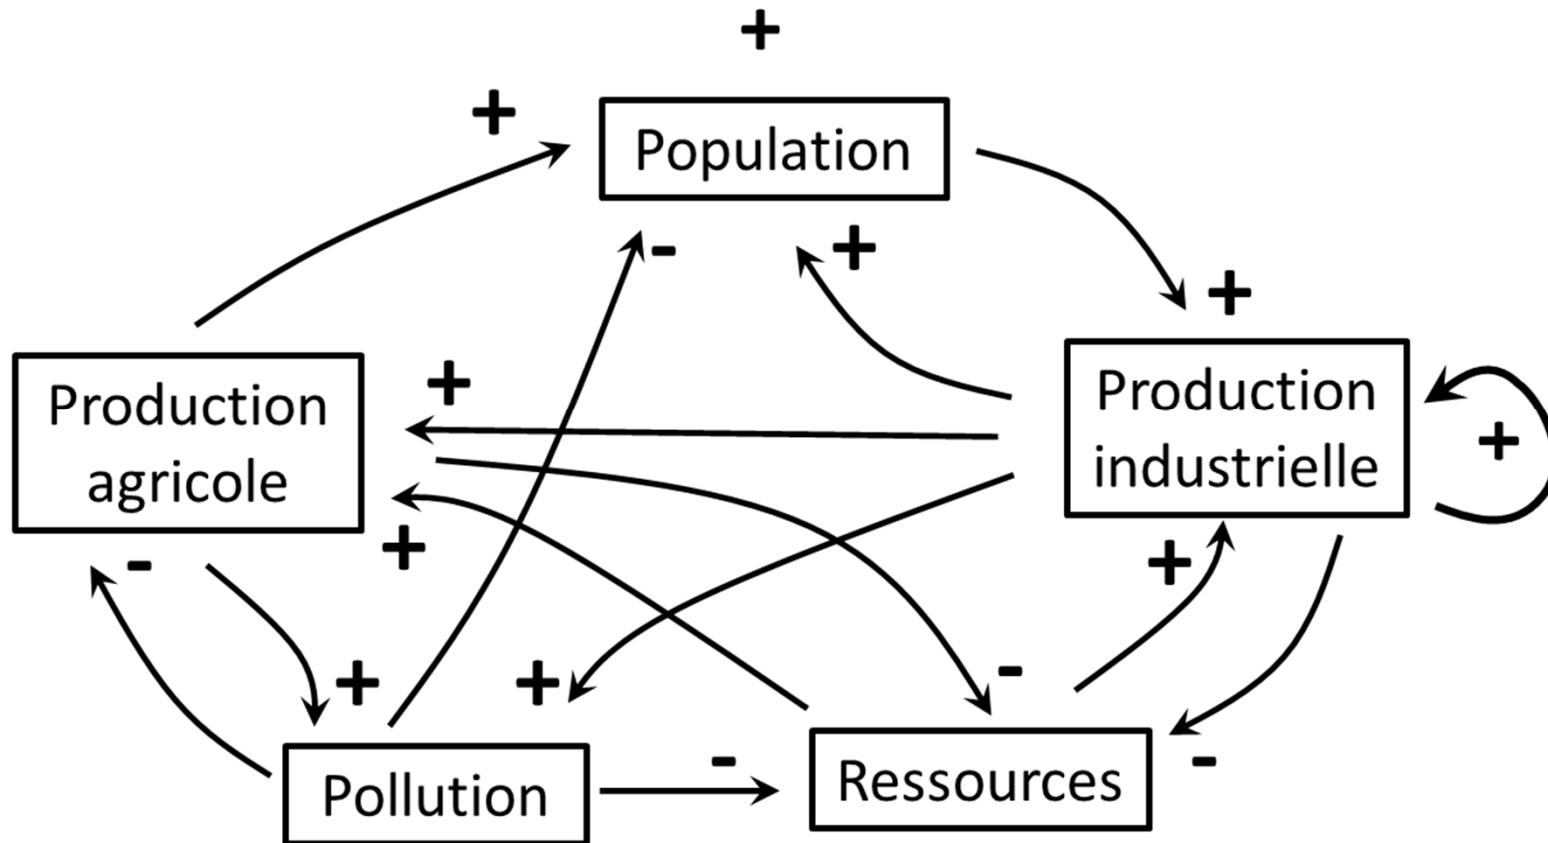 +
+
Population
-
+
+
Production
industrielle
+
Production
agricole
+
+
-
+
+
+
-
-
-
Pollution
Ressources